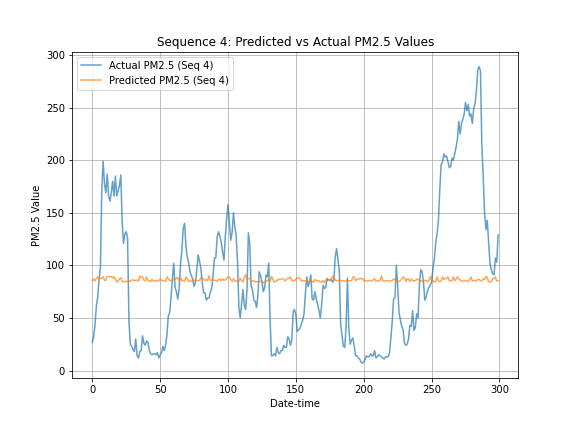 Sequence 4: Predicted vs Actual PM2.5 Values
Actual PM2.5 (Seq 4)
Predicted PM2.5 (Seq 4)
300
250
200
150
100
50
0
PM2.5 Value
0 50 100 150 200 250 300
Date-time